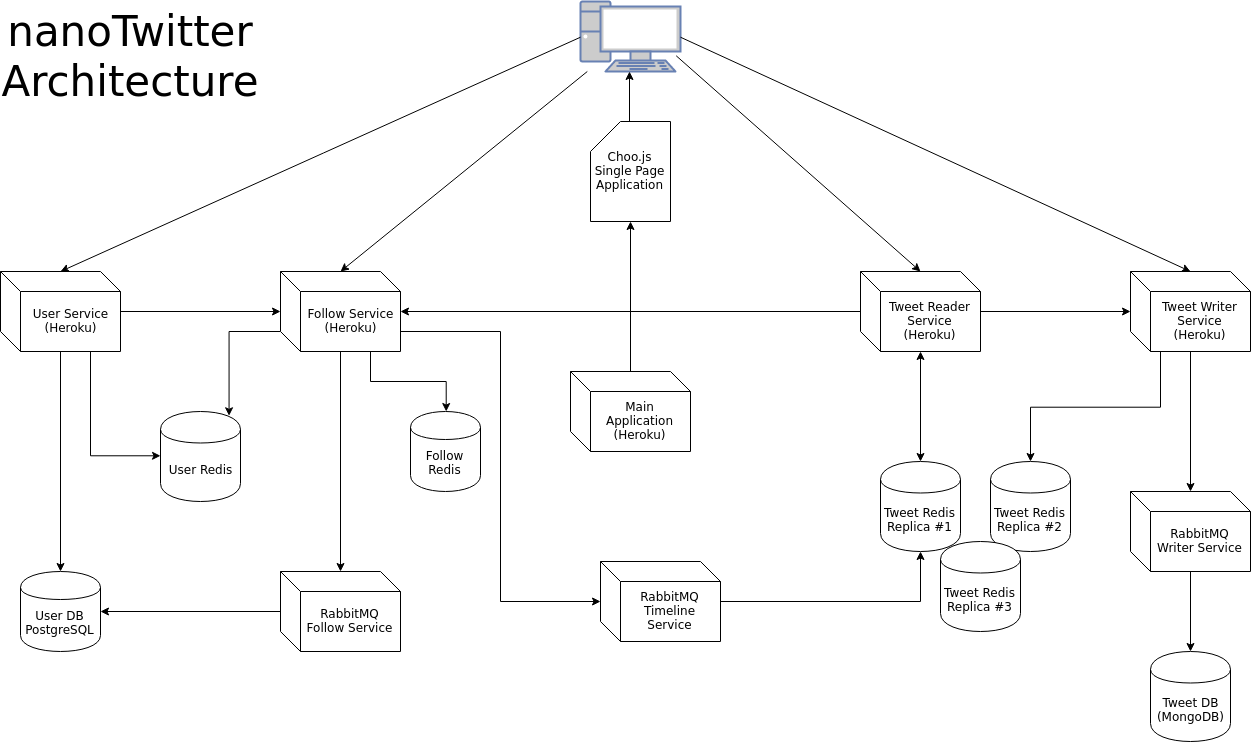 nanoTwitter
Architecture
Choo.js
Single Page
Application
User Service
(Heroku)
Follow Service
(Heroku)
Tweet Reader
Service
(Heroku)
Tweet Writer
Service
(Heroku)
Main
Application
(Heroku)
User Redis
Follow
Redis
Tweet Redis
Replica #1
Tweet Redis
Replica #2
Tweet Redis
Replica #3
RabbitMQ
Writer Service
User DB
PostgreSQL
RabbitMQ
Follow Service
RabbitMQ
Timeline
Service
Tweet DB
(MongoDB)